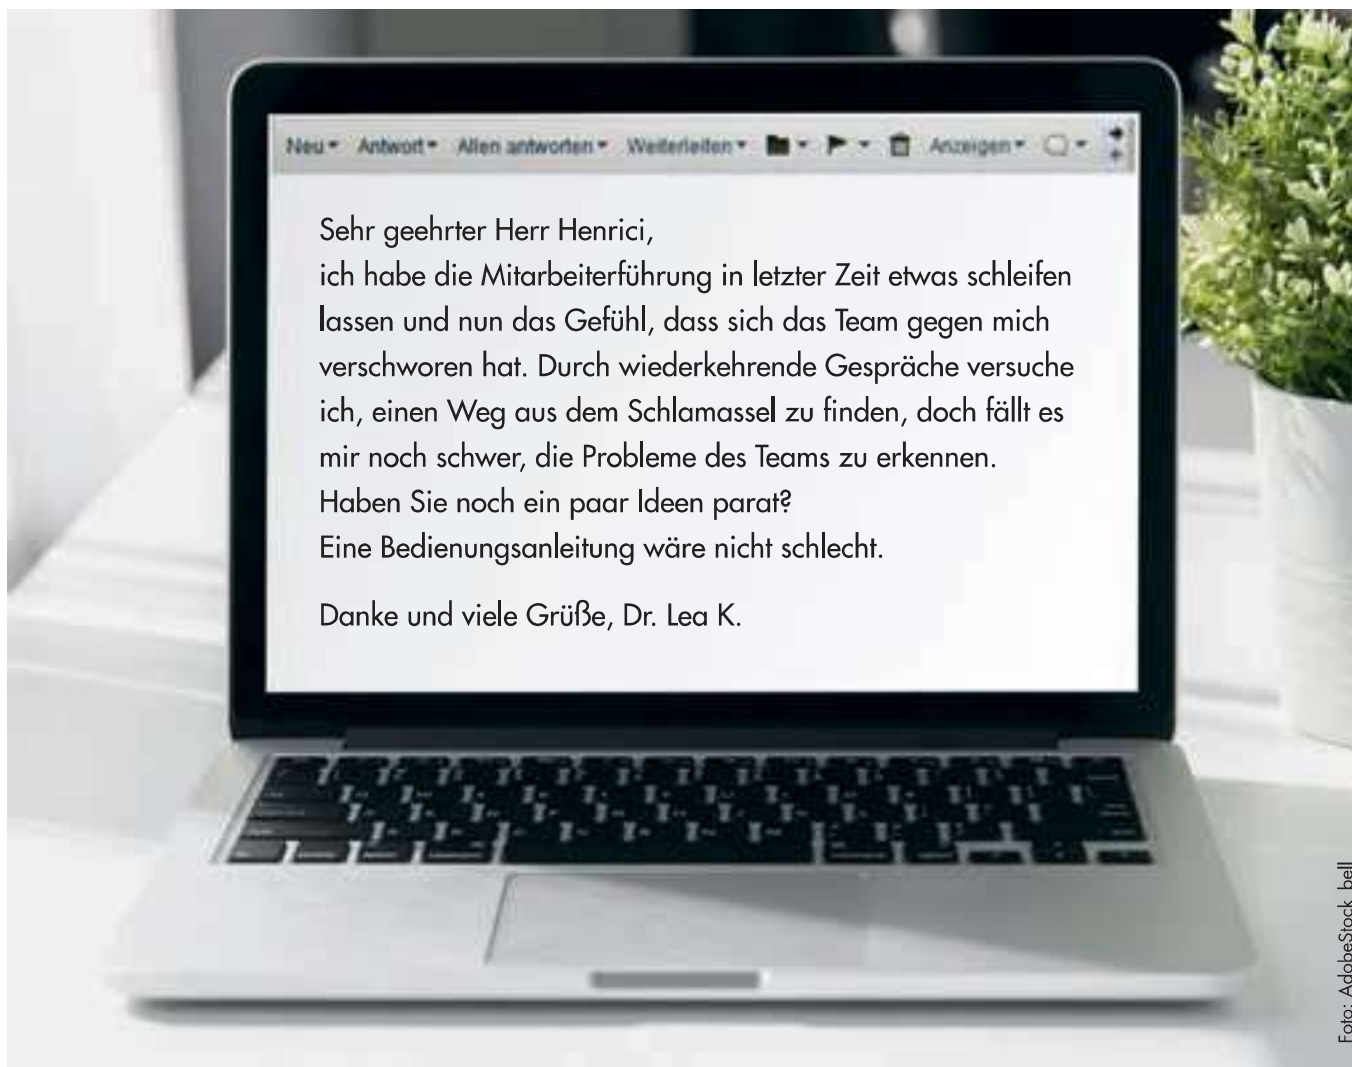 Neu Antwort Allen antworten Weiterleiten Anzeigen
Sehr geehrter Herr Henrici,
ich habe die Mitarbeiterführung in letzter Zeit etwas schleifen
lassen und nun das Gefühl, dass sich das Team gegen mich
verschworen hat. Durch wiederkehrende Gespräche versuche
ich, einen Weg aus dem Schlamassel zu finden, doch fällt es
mir noch schwer, die Probleme des Teams zu erkennen.
Haben Sie noch ein paar Ideen parat?
Eine Bedienungsanleitung wäre nicht schlecht.
Danke und viele Grüße, Dr. Lea K.
Foto: AdobeStock_bell